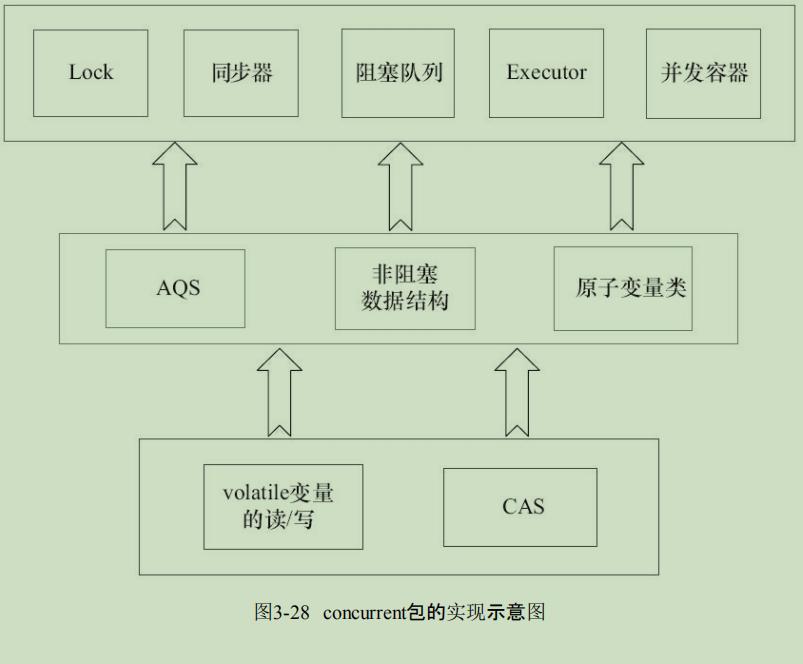 Lock
同步器
阻塞队列
Executor
并发容器
AQS
非阻塞
数据结构
原子变量类
volatile变量
的读/写
CAS
图3-28 concurrent包的实现示意图